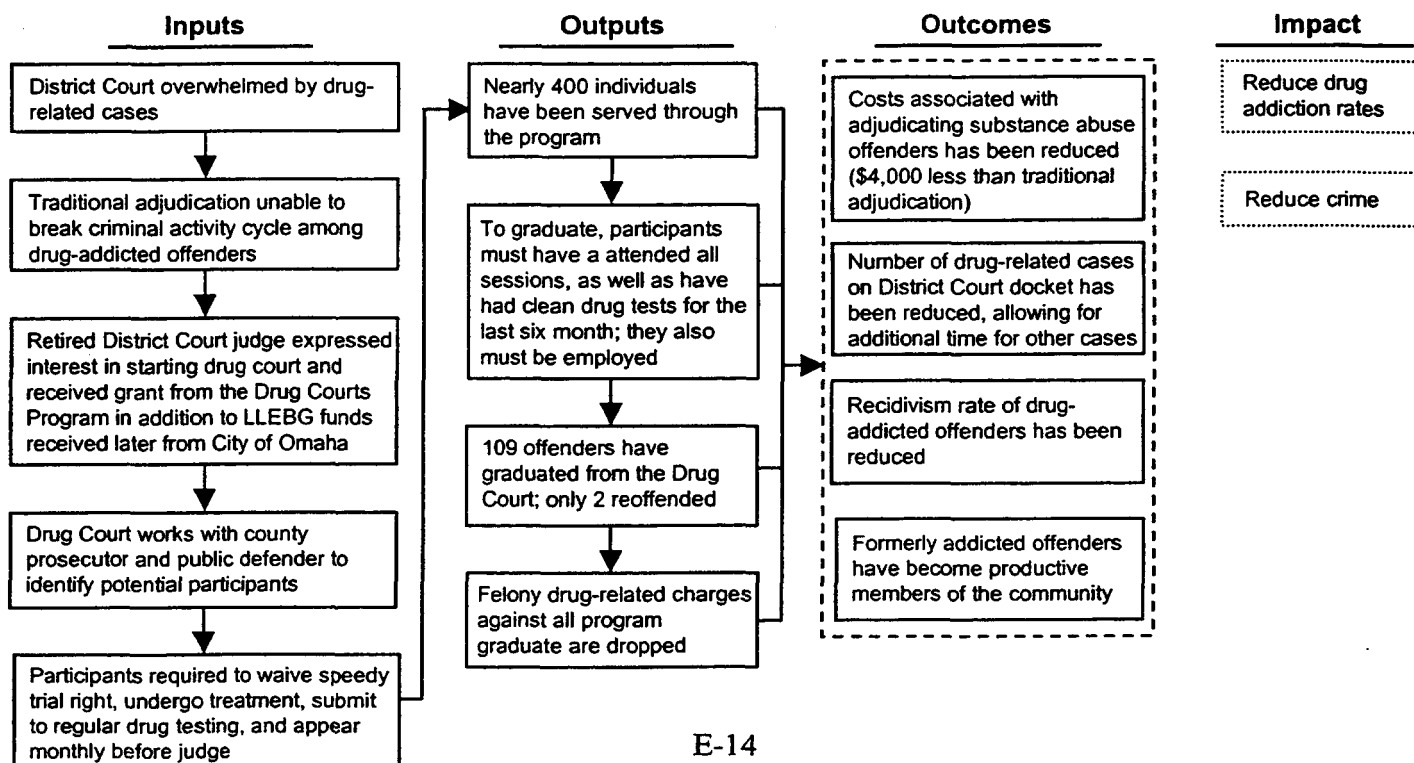 Inputs
District Court overwhelmed by drug-
related cases
Traditional adjudication unable to
break criminal activity cycle among
drug-addicted offenders
Retired District Court judge expressed
interest in starting drug court and
received grant from the Drug Courts
Program in addition to LLEBG funds
received later from City of Omaha
Drug Court works with county
prosecutor and public defender to
identify potential participants
Participants required to waive speedy
trial right, undergo treatment, submit
to regular drug testing, and appear
monthly before judge
Outputs
Nearly 400 individuals
have been served through
the program
To graduate, participants
must have a attended all
sessions, as well as have
had clean drug tests for the
last six month; they also
must be employed
109 offenders have
graduated from the Drug
Court; only 2 reoffended
Felony drug-related charges
against all program
graduate are dropped
Outcomes
Costs associated with
adjudicating substance abuse
offenders has been reduced
($4,000 less than traditional
adjudication)
Number of drug-related cases
on District Court docket has
been reduced, allowing for
additional time for other cases
Recidivism rate of drug-
addicted offenders has been
reduced
Formerly addicted offenders
have become productive
members of the community
Impact
Reduce drug
addiction rates
Reduce crime
E-14